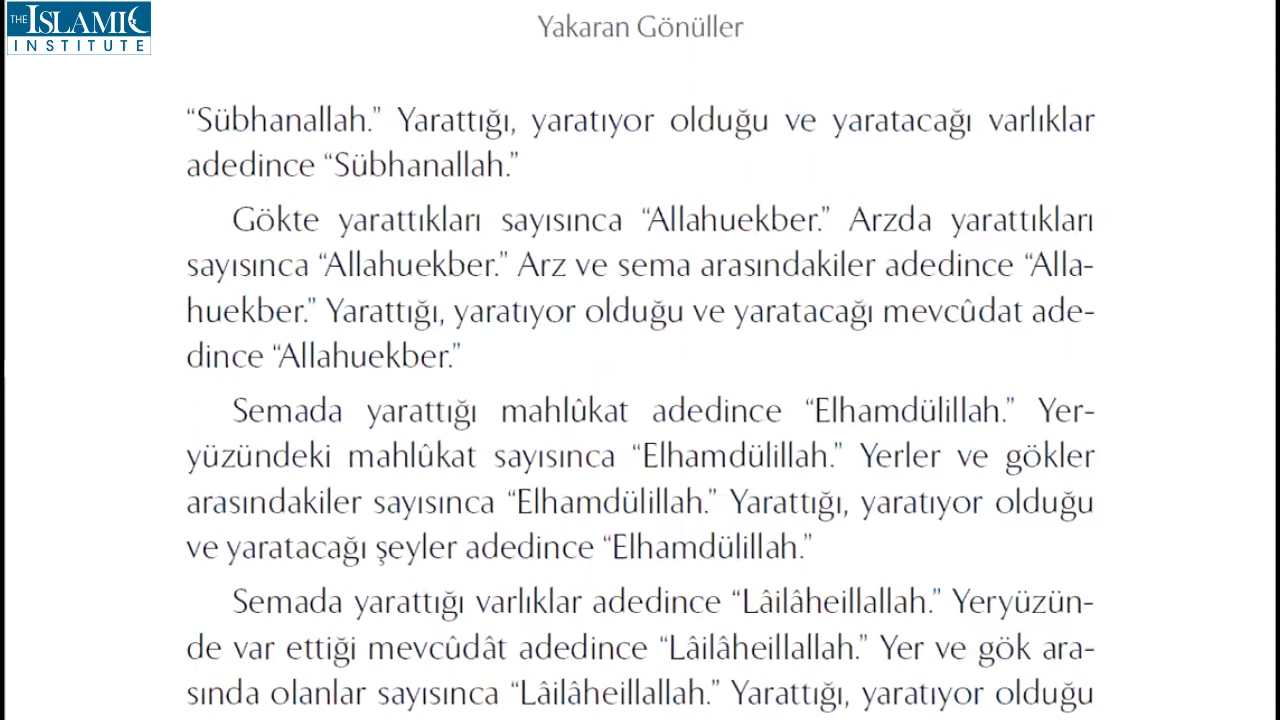 THE ISLAMIC
INSTITUTE
Yakaran Gönüller
“Sübhanallah.” Yarattığı, yaratıyor olduğu ve yaratacağı varlıklar
adedince “Sübhanallah.”
Gökte yarattıkları sayısınca “Allahuekber.” Arzda yarattıkları
sayısınca “Allahuekber.” Arz ve sema arasındakiler adedince “Alla-
huekber.” Yarattığı, yaratıyor olduğu ve yaratacağı mevcûdat ade-
dince “Allahuekber.”
Semada yarattığı mahlûkat adedince “Elhamdülillah.” Yer-
yüzündeki mahlûkat sayısınca “Elhamdülillah.” Yerler ve gökler
arasındakiler sayısınca “Elhamdülillah.” Yarattığı, yaratıyor olduğu
ve yaratacağı şeyler adedince “Elhamdülillah.”
Semada yarattığı varlıklar adedince “Lâilâheillallah.” Yeryüzün-
de var ettiği mevcûdât adedince “Lâilâheillallah.” Yer ve gök ara-
sında olanlar sayısınca “Lâilâheillallah.” Yarattığı, yaratıyor olduğu